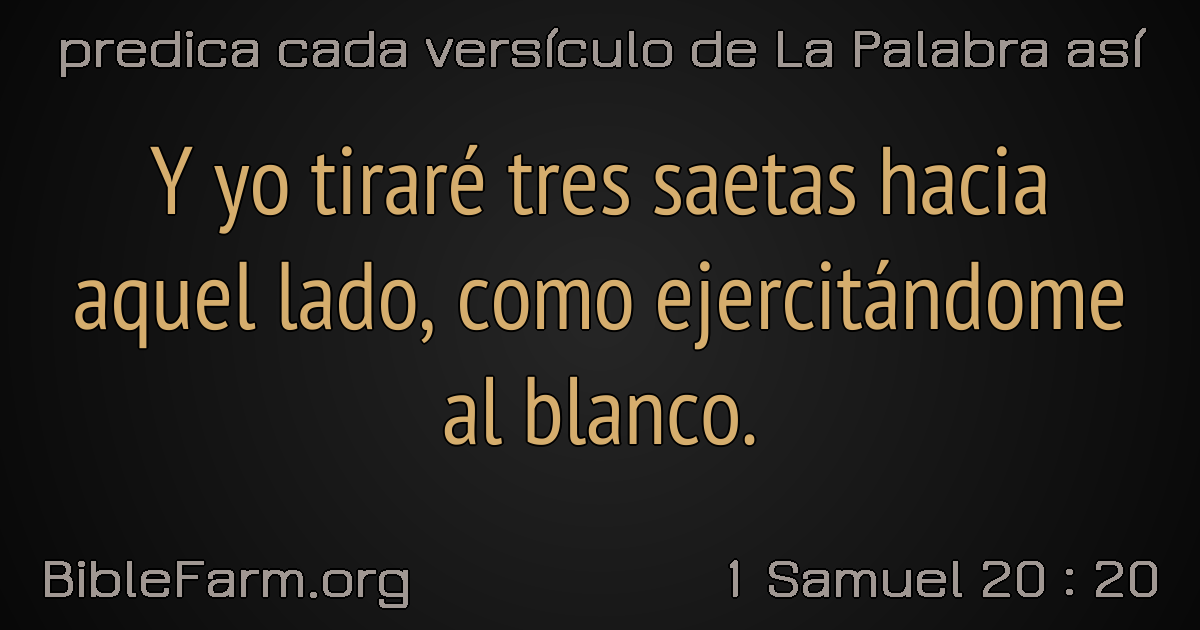 predica cada versículo de La Palabra así
Y yo tiraré tres saetas hacia
aquel lado, como ejercitándome
al blanco.
BibleFarm.org
1 Samuel 20 : 20